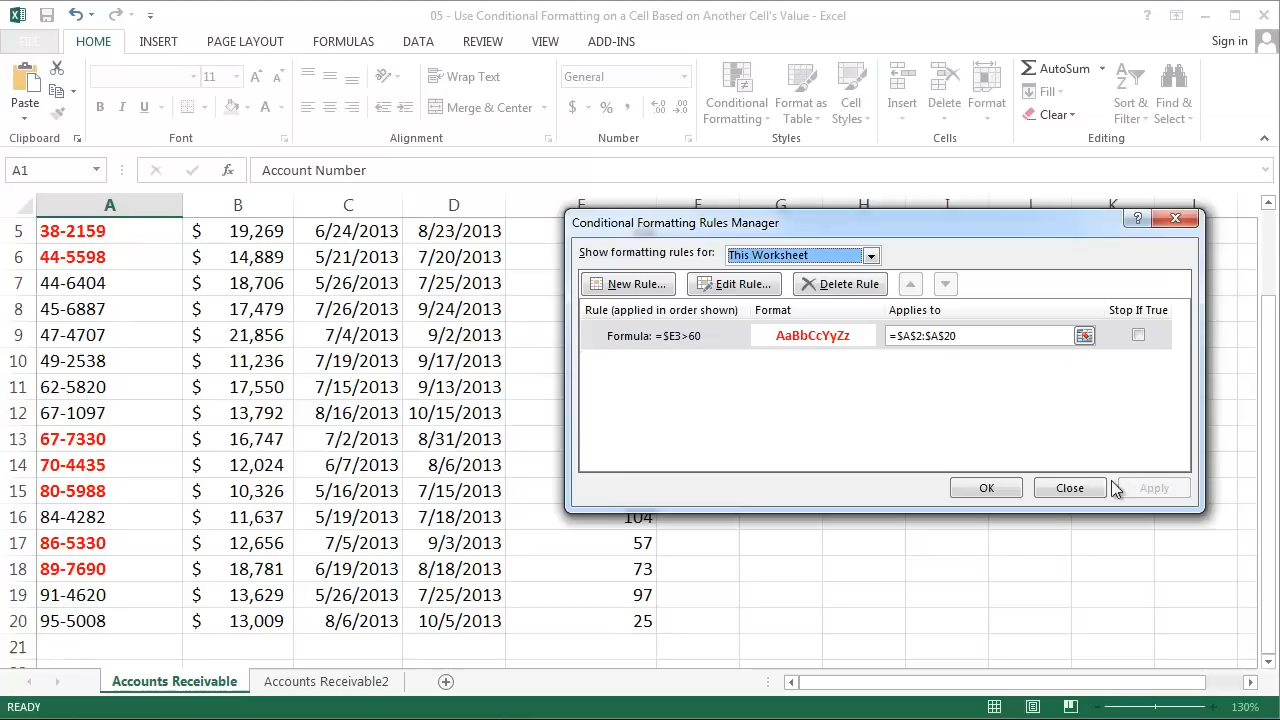 05 - Use Conditional Formatting on a Cell Based on Another Cell's Value - Excel
FILE HOME INSERT PAGE LAYOUT FORMULAS DATA REVIEW VIEW ADD-INS Sign in
Paste
Clipboard
11
B I U
Font
Wrap Text
Merge & Center
Alignment
General
$ % ,
Number
Conditional Formatting
Format as Table
Cell Styles
Styles
Insert
Delete
Format
Cells
AutoSum
Fill
Clear
Sort & Filter
Find & Select
Editing
A1 fx Account Number
A B C D
5 38-2159 $ 19,269 6/24/2013 8/23/2013
6 44-5598 $ 14,889 5/21/2013 7/20/2013
7 44-6404 $ 18,706 5/27/2013 7/26/2013
8 45-6887 $ 17,479 7/26/2013 9/24/2013
9 47-4707 $ 21,856 7/4/2013 9/2/2013
10 49-2538 $ 11,236 7/19/2013 9/17/2013
11 62-5820 $ 17,550 7/15/2013 9/13/2013
12 67-1097 $ 13,792 8/16/2013 10/15/2013
13 67-7330 $ 16,747 7/2/2013 8/31/2013
14 70-4435 $ 12,024 6/7/2013 8/6/2013
15 80-5988 $ 10,326 5/16/2013 7/15/2013
16 84-4282 $ 11,637 5/19/2013 7/18/2013 104
17 86-5330 $ 12,656 7/5/2013 9/3/2013 57
18 89-7690 $ 18,781 6/19/2013 8/18/2013 73
19 91-4620 $ 13,629 5/26/2013 7/25/2013 97
20 95-5008 $ 13,009 8/6/2013 10/5/2013 25
21
Conditional Formatting Rules Manager
Show formatting rules for: This Worksheet
New Rule... Edit Rule... Delete Rule
Rule (applied in order shown) Format Applies to Stop If True
Formula: =$E3>60 AaBbCcYyZz =$A$2:$A$20
OK Close Apply
Accounts Receivable Accounts Receivable2
READY 130%